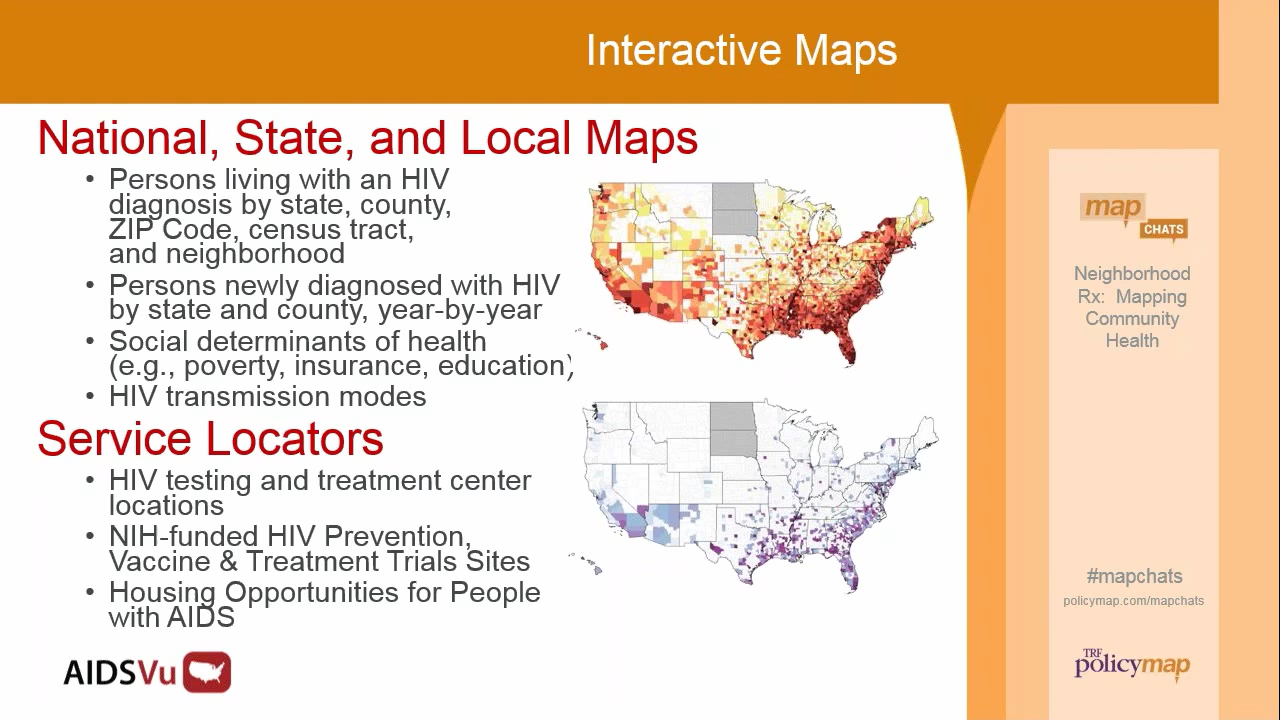 Interactive Maps
National, State, and Local Maps
• Persons living with an HIV
diagnosis by state, county,
ZIP Code, census tract,
and neighborhood
• Persons newly diagnosed with HIV
by state and county, year-by-year
• Social determinants of health
(e.g., poverty, insurance, education)
• HIV transmission modes
Service Locators
• HIV testing and treatment center
locations
• NIH-funded HIV Prevention,
Vaccine & Treatment Trials Sites
• Housing Opportunities for People
with AIDS
AIDSVu
map
CHATS
Neighborhood
Rx: Mapping
Community
Health
#mapchats
policymap.com/mapchats
TRF
policymap